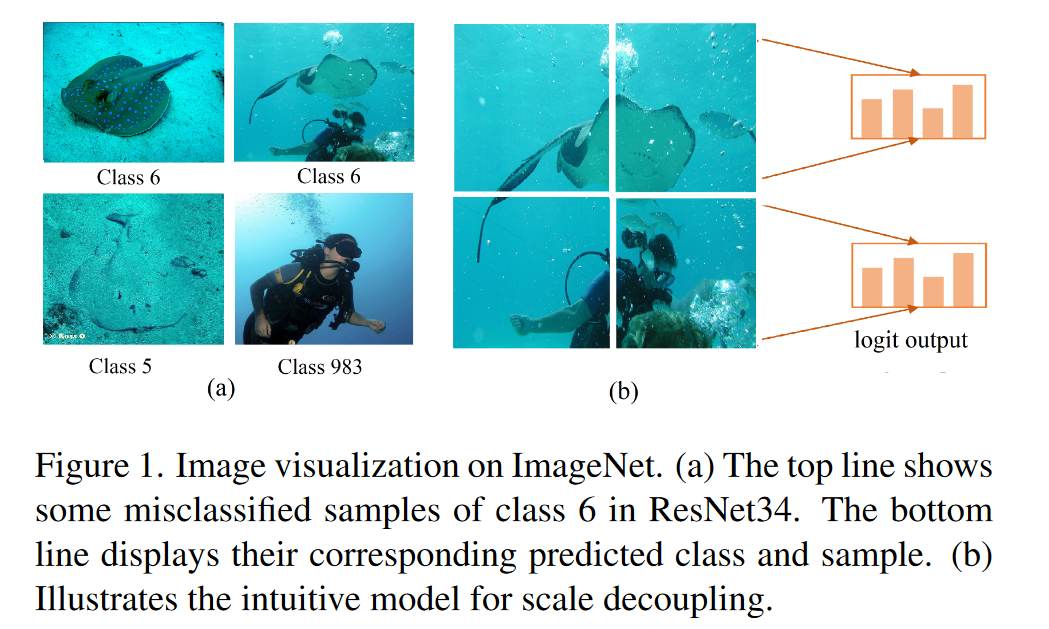 Class 6
Class 6
© Ross O
Class 5
Class 983
(a)
(b)
logit output
Figure 1. Image visualization on ImageNet. (a) The top line shows
some misclassified samples of class 6 in ResNet34. The bottom
line displays their corresponding predicted class and sample. (b)
Illustrates the intuitive model for scale decoupling.